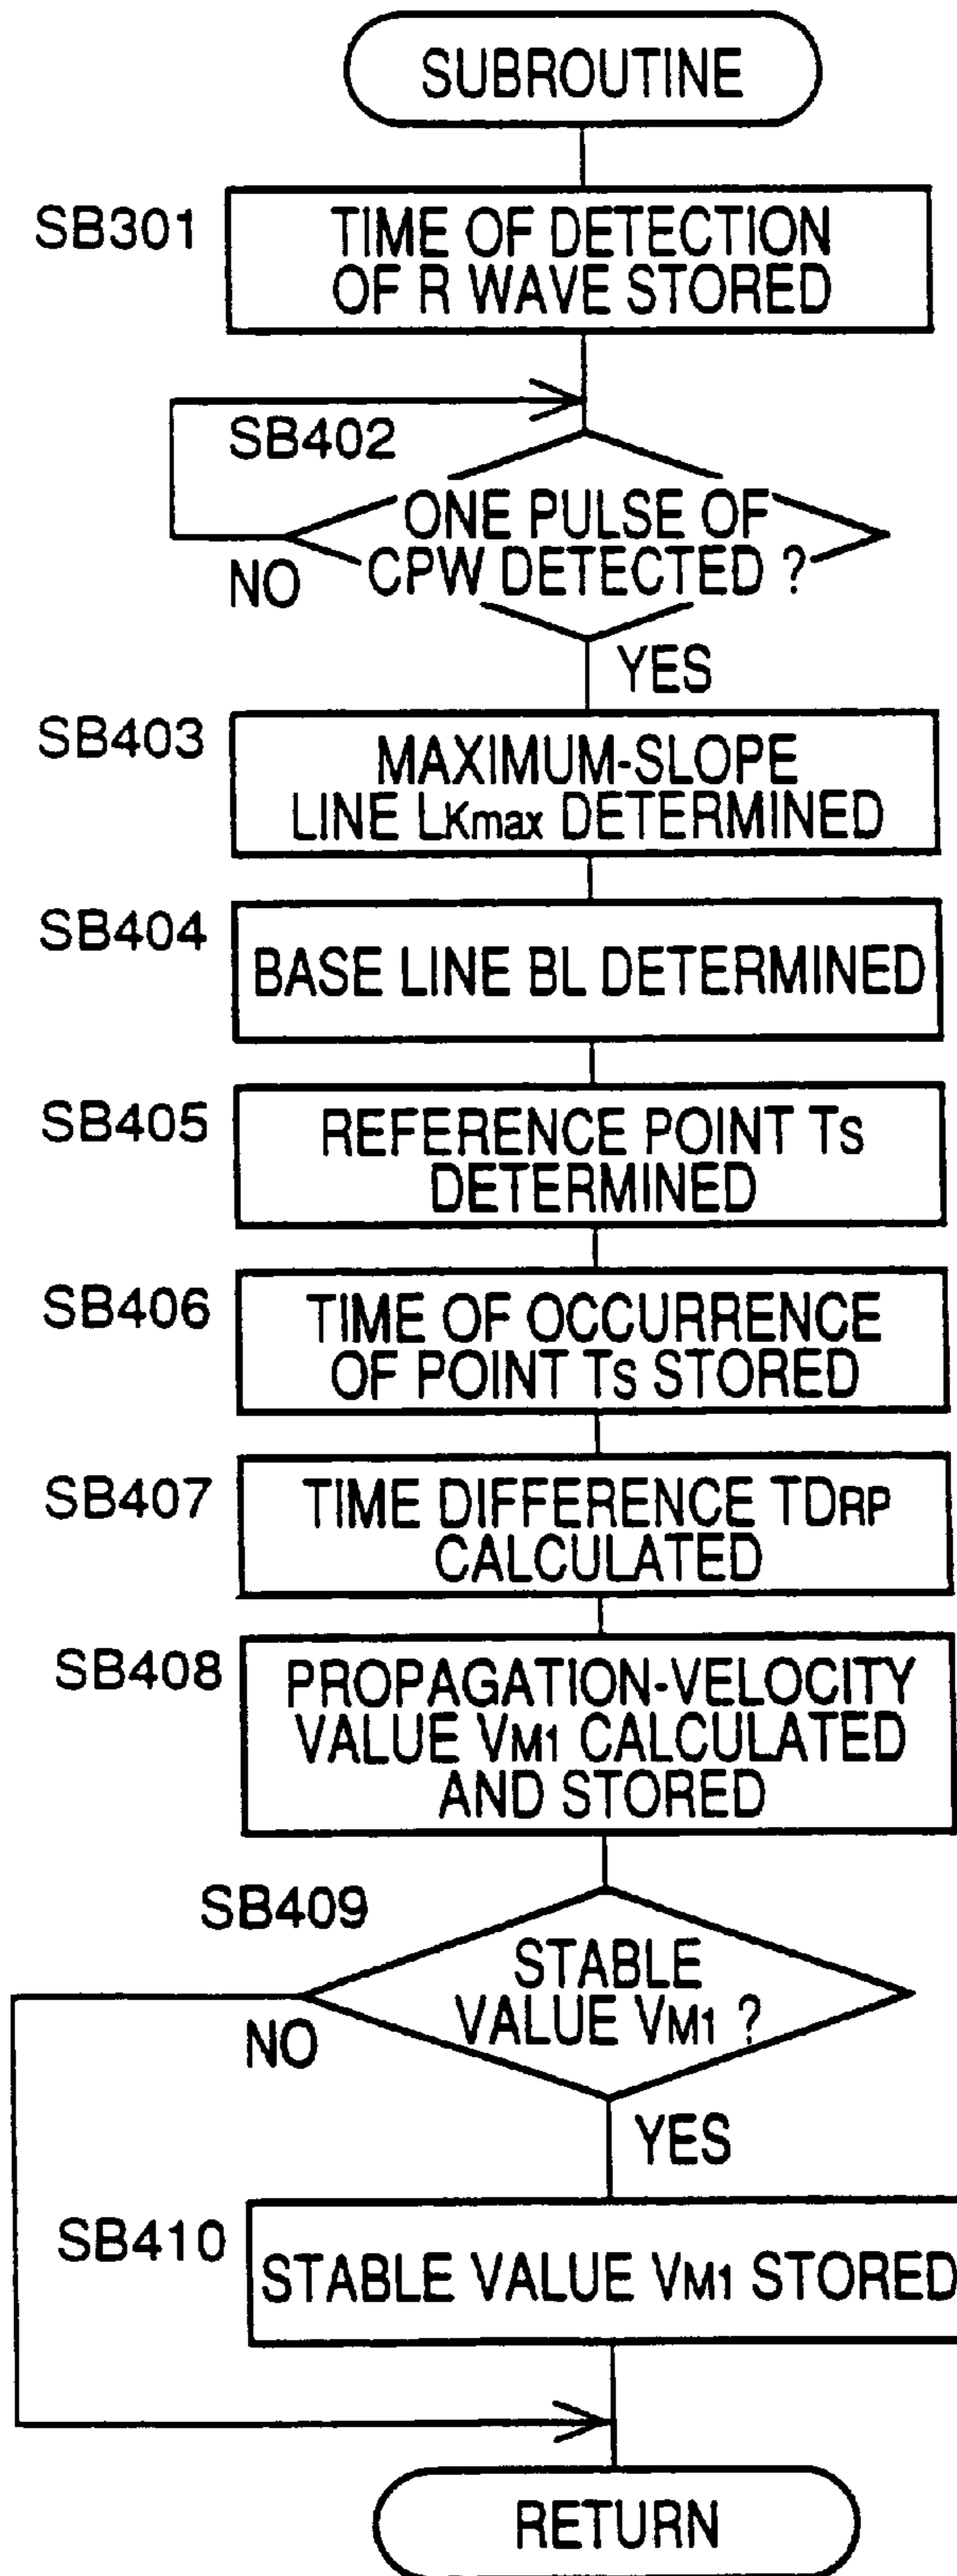 SUBROUTINE
SB301
TIME OF DETECTION
OF R WAVE STORED
SB402
ONE PULSE OF
CPW DETECTED ?
NO
YES
SB403
MAXIMUM-SLOPE
LINE LKmax DETERMINED
SB404
BASE LINE BL DETERMINED
SB405
REFERENCE POINT TS
DETERMINED
SB406
TIME OF OCCURRENCE
OF POINT TS STORED
SB407
TIME DIFFERENCE TDRP
CALCULATED
SB408
PROPAGATION-VELOCITY
VALUE VM1 CALCULATED
AND STORED
SB409
STABLE
VALUE VM1 ?
NO
YES
SB410
STABLE VALUE VM1 STORED
RETURN